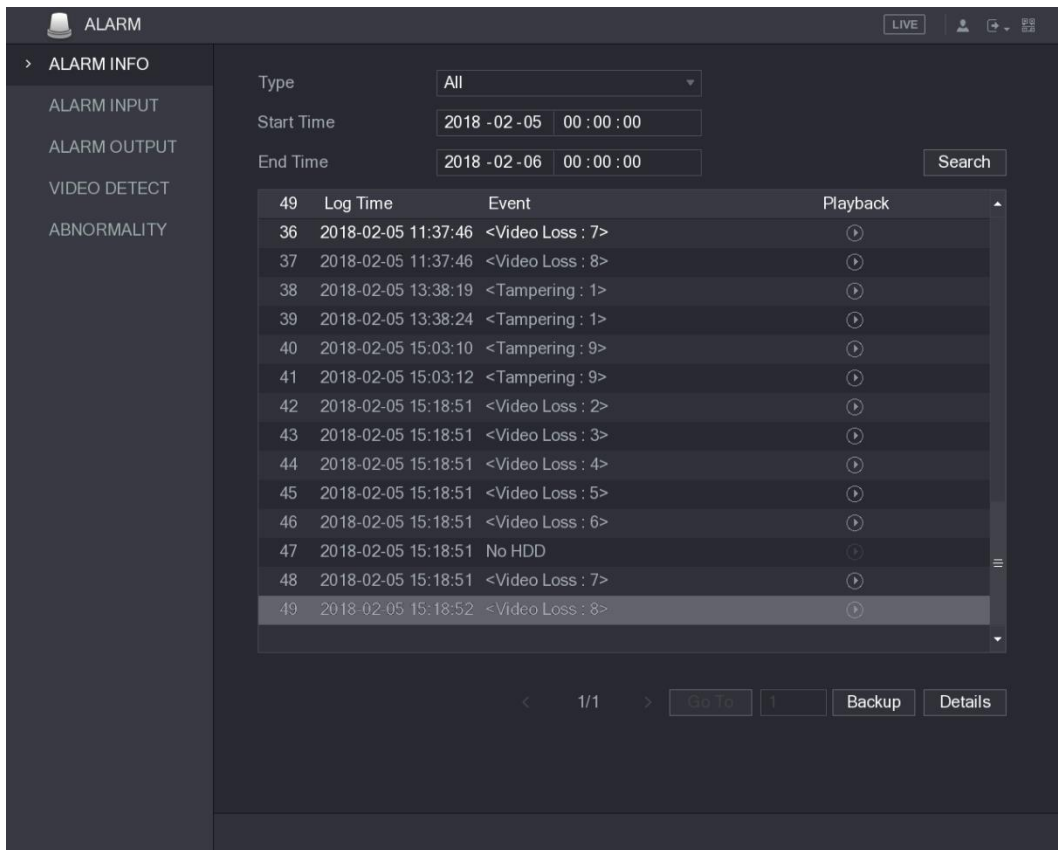 ALARM LIVE
ALARM INFO
ALARM INPUT
ALARM OUTPUT
VIDEO DETECT
ABNORMALITY
Type All
Start Time 2018 -02 -05 00 : 00 : 00
End Time 2018 -02 -06 00 : 00 : 00
Search
49 Log Time Event Playback
36 2018-02-05 11:37:46 <Video Loss : 7>
37 2018-02-05 11:37:46 <Video Loss : 8>
38 2018-02-05 13:38:19 <Tampering : 1>
39 2018-02-05 13:38:24 <Tampering : 1>
40 2018-02-05 15:03:10 <Tampering : 9>
41 2018-02-05 15:03:12 <Tampering : 9>
42 2018-02-05 15:18:51 <Video Loss : 2>
43 2018-02-05 15:18:51 <Video Loss : 3>
44 2018-02-05 15:18:51 <Video Loss : 4>
45 2018-02-05 15:18:51 <Video Loss : 5>
46 2018-02-05 15:18:51 <Video Loss : 6>
47 2018-02-05 15:18:51 No HDD
48 2018-02-05 15:18:51 <Video Loss : 7>
49 2018-02-05 15:18:52 <Video Loss : 8>
< 1/1 > Go To 1 Backup Details